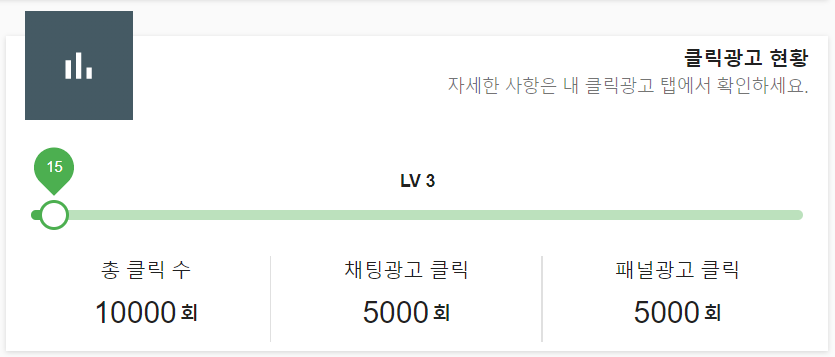 클릭광고 현황
자세한 사항은 내 클릭광고 탭에서 확인하세요.
15
LV 3
총 클릭 수
10000 회
채팅광고 클릭
5000 회
패널광고 클릭
5000 회